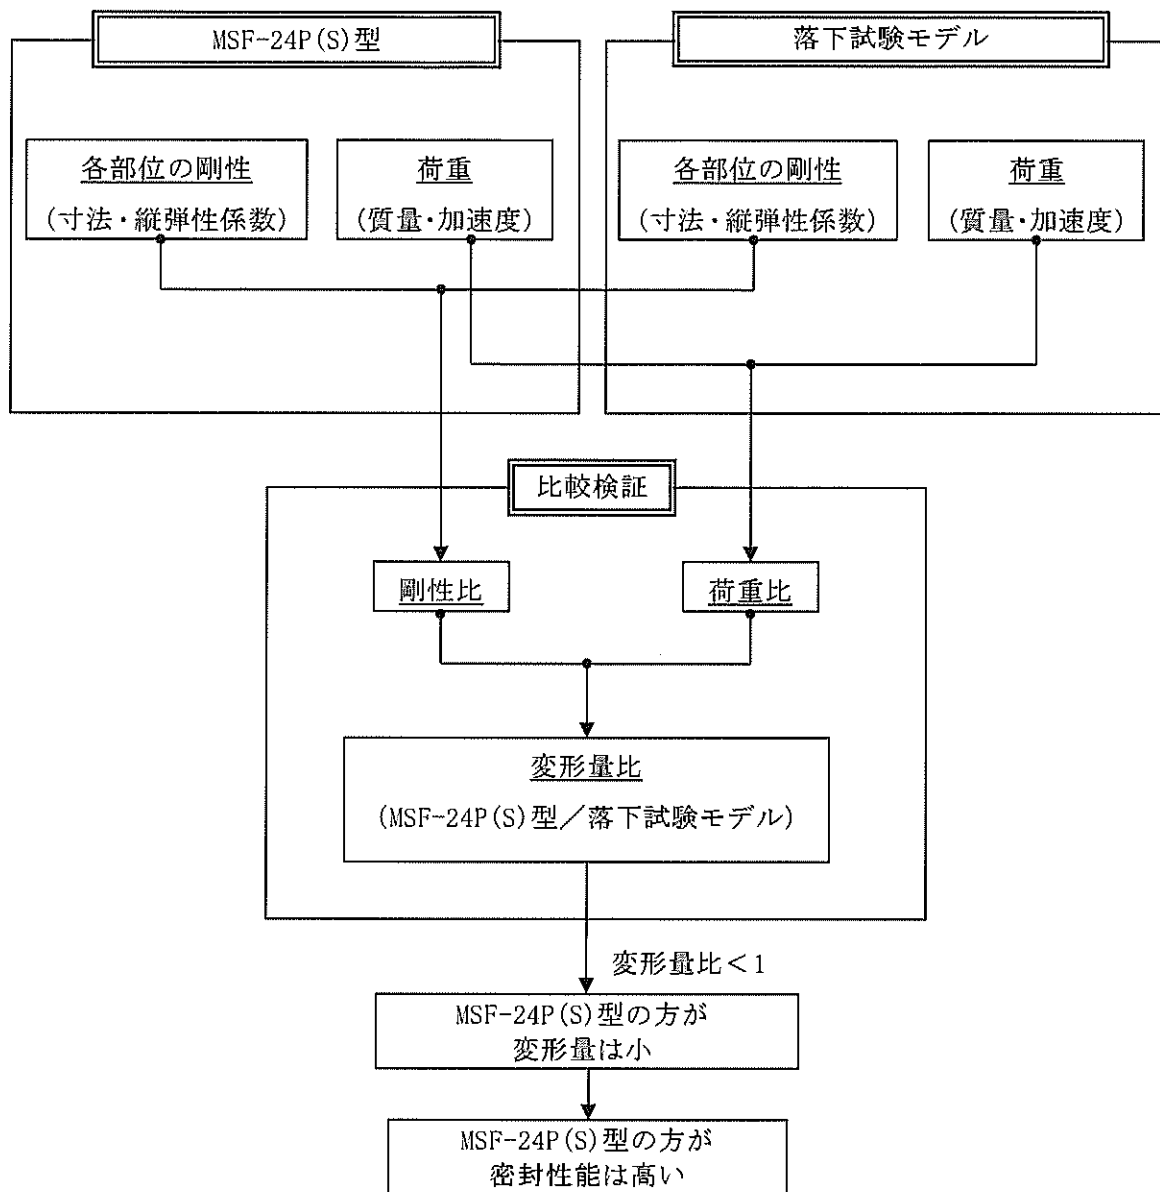 MSF-24P(S)型
落下試験モデル
各部位の剛性
(寸法・縦弾性係数)
荷重
(質量・加速度)
各部位の剛性
(寸法・縦弾性係数)
荷重
(質量・加速度)
比較検証
剛性比
荷重比
変形量比
(MSF-24P(S)型／落下試験モデル)
変形量比＜1
MSF-24P(S)型の方が
変形量は小
MSF-24P(S)型の方が
密封性能は高い